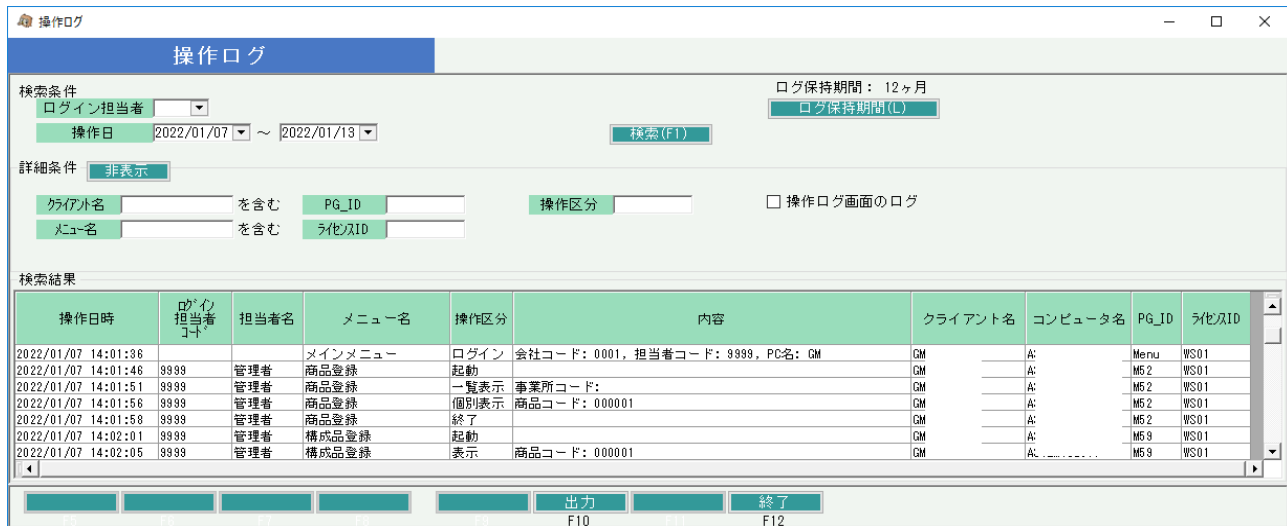 操作ログ
操作ログ
検索条件
ログ保持期間： 12ヶ月
ログイン担当者
ログ保持期間(L)
操作日 2022/01/07 ～ 2022/01/13 検索(F1)
詳細条件 非表示
ｸﾗｲｱﾝﾄ名 を含む PG_ID 操作区分 操作ログ画面のログ
ﾒﾆｭｰ名 を含む ﾗｲｾﾝｽID
検索結果
操作日時 ﾛｸﾞｲﾝ担当者ｺｰﾄﾞ 担当者名 メニュー名 操作区分 内容 クライアント名 コンピュータ名 PG_ID ﾗｲｾﾝｽID
2022/01/07 14:01:36 メインメニュー ログイン 会社コード: 0001, 担当者コード: 9999, PC名: GM GM A Menu WS01
2022/01/07 14:01:46 9999 管理者 商品登録 起動 GM A M52 WS01
2022/01/07 14:01:51 9999 管理者 商品登録 一覧表示 事業所コード: GM A M52 WS01
2022/01/07 14:01:56 9999 管理者 商品登録 個別表示 商品コード: 000001 GM A M52 WS01
2022/01/07 14:01:58 9999 管理者 商品登録 終了 GM A M52 WS01
2022/01/07 14:02:01 9999 管理者 構成品登録 起動 GM A M59 WS01
2022/01/07 14:02:05 9999 管理者 構成品登録 表示 商品コード: 000001 GM A M59 WS01
出力 終了
F5 F6 F7 F8 F9 F10 F11 F12